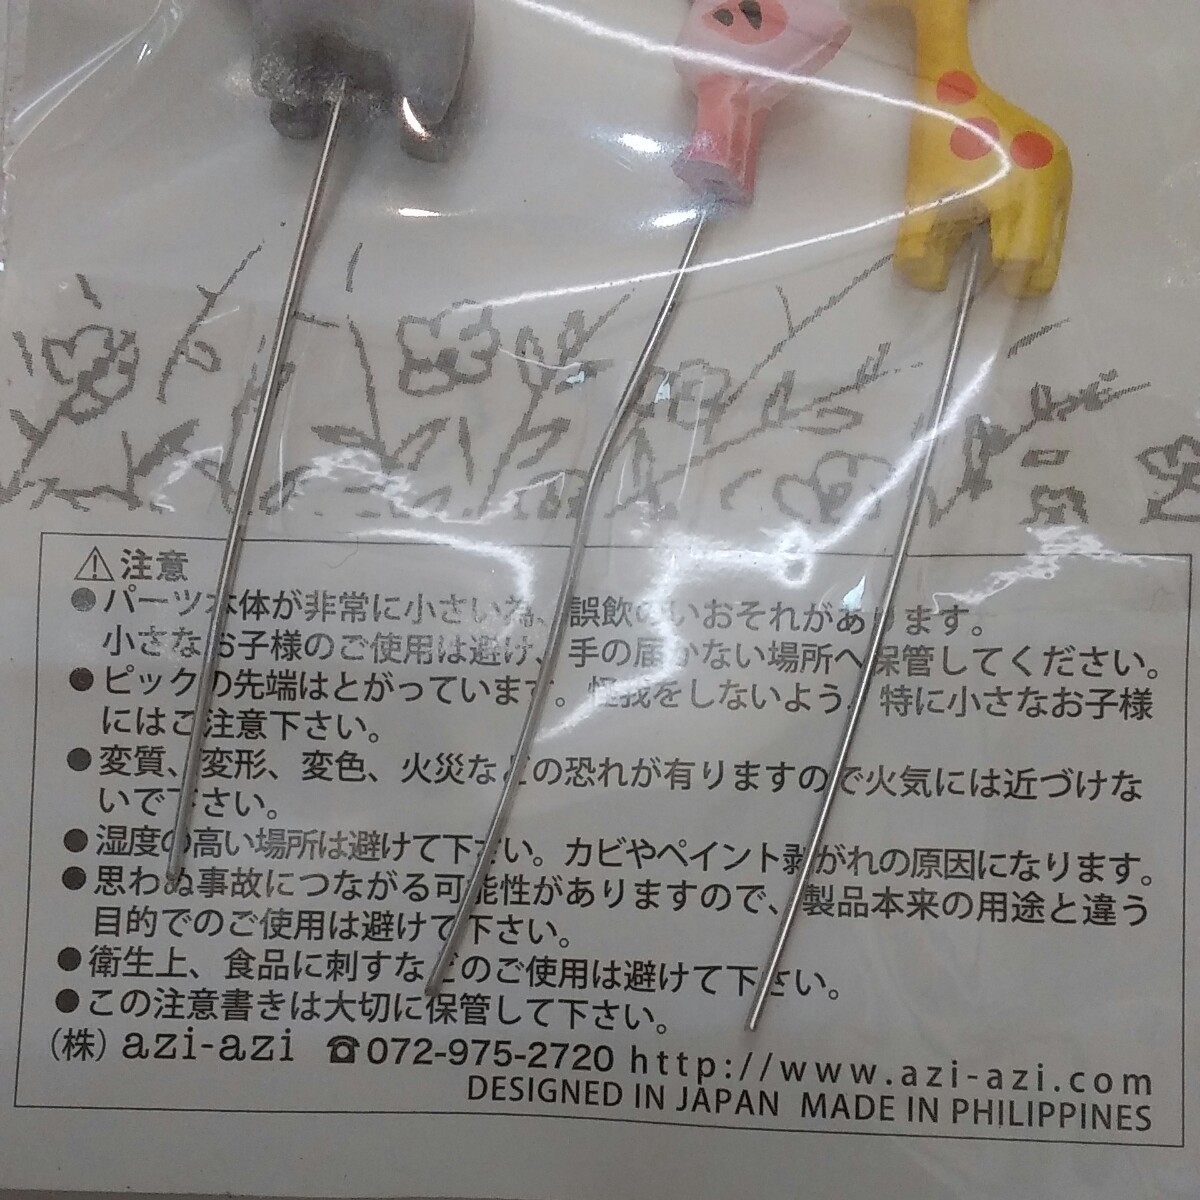 ⚠注意
●パーツ本体が非常に小さい為、誤飲のいおそれがあります。
小さなお子様のご使用は避け、手の届かない場所へ保管してください。
●ピックの先端はとがっています。怪我をしないよう、特に小さなお子様
にはご注意下さい。
●変質、変形、変色、火災などの恐れが有りますので火気には近づけな
いで下さい。
●湿度の高い場所は避けて下さい。カビやペイント剥がれの原因になります。
●思わぬ事故につながる可能性がありますので、製品本来の用途と違う
目的でのご使用は避けて下さい。
●衛生上、食品に刺すなどのご使用は避けて下さい。
●この注意書きは大切に保管して下さい。
(株) azi-azi ☎072-975-2720 http://www.azi-azi.com
DESIGNED IN JAPAN MADE IN PHILIPPINES